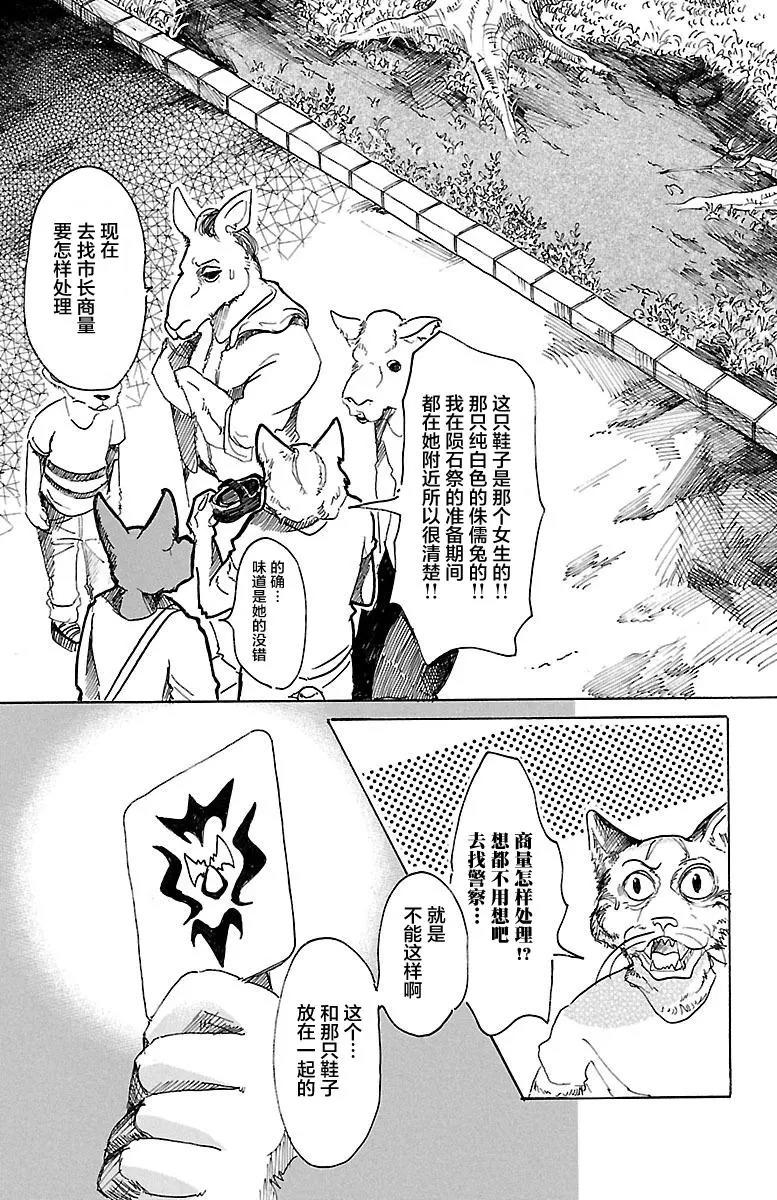 这只鞋子是那个女生的!!
那只纯白色的侏儒兔的!!
我在陨石祭的准备期间
都在她附近所以很清楚!!
的确…
味道是她的没错
现在
去找市长商量
要怎样处理
商量怎样处理!?
想都不用想吧
去找警察…
就是
不能这样啊
这个…
和那只鞋子
放在一起的